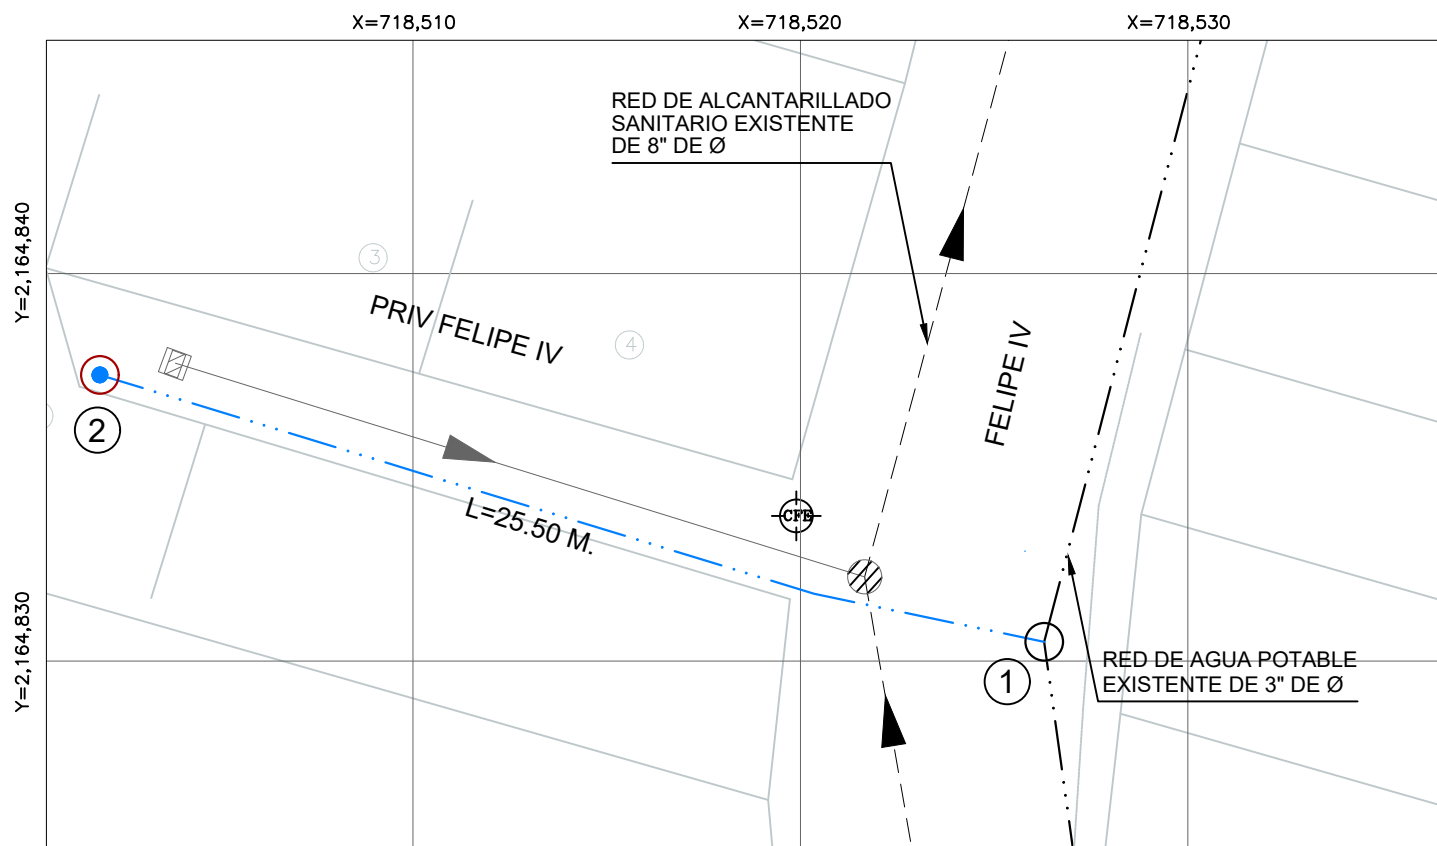 X=718,510
X=718,520
X=718,530
RED DE ALCANTARILLADO
SANITARIO EXISTENTE
DE 8" DE Ø
Y=2,164,840
3
PRIV FELIPE IV
4
FELIPE IV
2
L=25.50 M.
CFE
Y=2,164,830
1
RED DE AGUA POTABLE
EXISTENTE DE 3" DE Ø